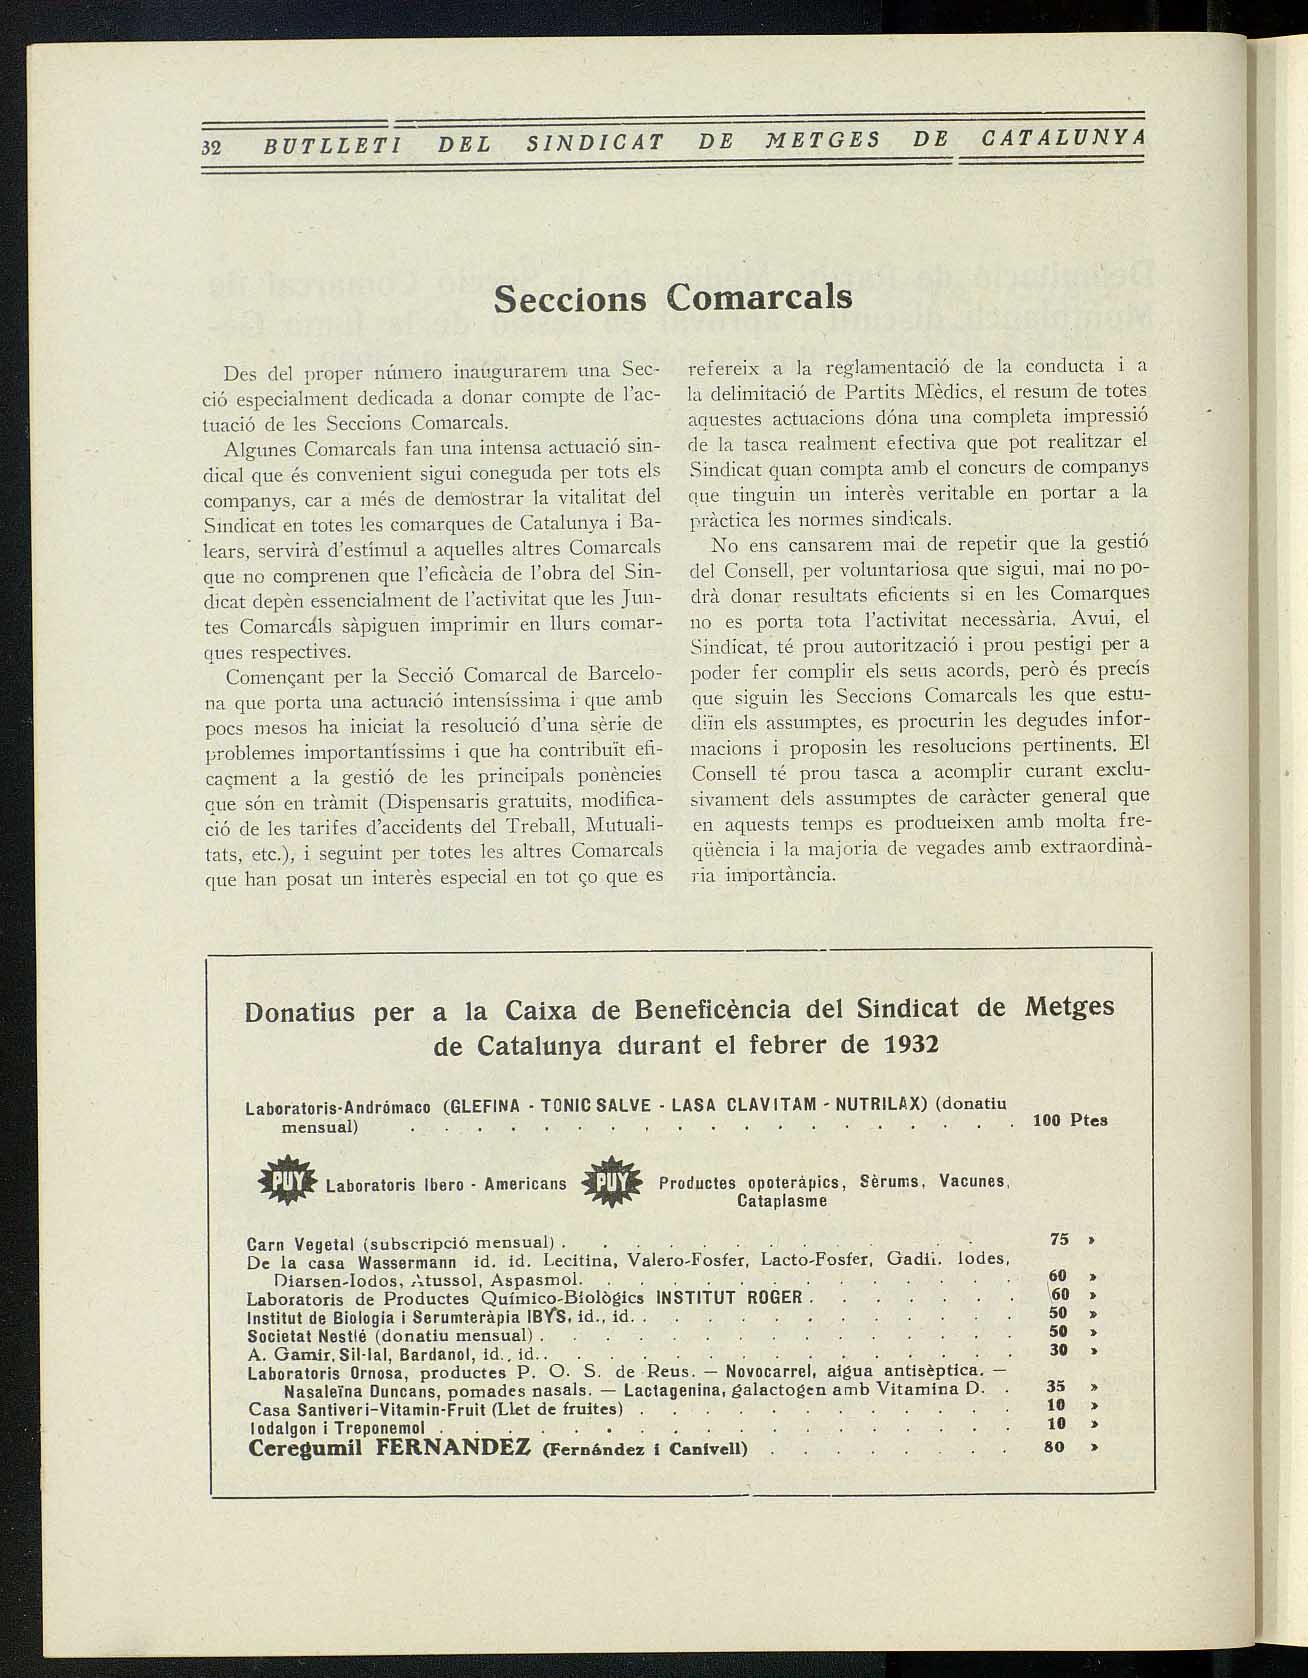 32 BUTLLETI DEL SINDICAT DE METGES DE CATALUNYA
Seccions Comarcals
Des del proper número inaugurarem una Sec-
ció especialment dedicada a donar compte de l'ac-
tuació de les Seccions Comarcals.
Algunes Comarcals fan una intensa actuació sin-
dical que és convenient sigui coneguda per tots els
companys, car a més de demostrar la vitalitat del
Sindicat en totes les comarques de Catalunya i Ba-
lears, servirà d'estímul a aquelles altres Comarcals
que no comprenen que l'eficàcia de l'obra del Sin-
dicat depèn essencialment de l'activitat que les Jun-
tes Comarcáls sàpiguen imprimir en llurs comar-
ques respectives.
Començant per la Secció Comarcal de Barcelo-
na que porta una actuació intensíssima i que amb
pocs mesos ha iniciat la resolució d'una sèrie de
problemes importantíssims i que ha contribuït efi-
caçment a la gestió de les principals ponències
que són en tràmit (Dispensaris gratuits, modifica-
ció de les tarifes d'accidents del Treball, Mutuali-
tats, etc.), i seguint per totes les altres Comarcals
que han posat un interès especial en tot ço que es
refereix a la reglamentació de la conducta i a
la delimitació de Partits Mèdics, el resum de totes
aquestes actuacions dóna una completa impressió
de la tasca realment efectiva que pot realitzar el
Sindicat quan compta amb el concurs de companys
que tinguin un interès veritable en portar a la
pràctica les normes sindicals.
No ens cansarem mai de repetir que la gestió
del Consell, per voluntariosa que sigui, mai no po-
drà donar resultats eficients si en les Comarques
no es porta tota l'activitat necessària. Avui, el
Sindicat, té prou autorització i prou pestigi per a
poder fer complir els seus acords, però és precís
que siguin les Seccions Comarcals les que estu-
diïn els assumptes, es procurin les degudes infor-
macions i proposin les resolucions pertinents. El
Consell té prou tasca a acomplir curant exclu-
sivament dels assumptes de caràcter general que
en aquests temps es produeixen amb molta fre-
qüència i la majoria de vegades amb extraordinà-
ria importància.
Donatius per a la Caixa de Beneficència del Sindicat de Metges
de Catalunya durant el febrer de 1932
Laboratoris-Andrómaco (GLEFINA - TONIC SALVE - LASA CLAVITAM - NUTRILAX) (donatiu
mensual) . . . . . . . . . . . . . . . . . . . 100 Ptes
PUY Laboratoris Ibero - Americans PUY Productes opoteràpics, Sèrums, Vacunes,
Cataplasme
Carn Vegetal (subscripció mensual) . . . . . . . . . . . . . . 75 »
De la casa Wassermann id. id. Lecitina, Valero-Fosfer, Lacto-Fosfer, Gadil. Iodes,
Diarsen-Iodos, Atussol, Aspasmol. . . . . . . . . . . . . . 60 »
Laboratoris de Productes Químico-Biològics INSTITUT ROGER . . . . . . . 60 »
Institut de Biologia i Serumteràpia IBYS, id., id. . . . . . . . . . . . . 50 »
Societat Nestlé (donatiu mensual) . . . . . . . . . . . . . . . 50 »
A. Gamir, Sil-lal, Bardanol, id., id. . . . . . . . . . . . . . . . 30 »
Laboratoris Ornosa, productes P. O. S. de Reus. — Novocarrel, aigua antisèptica. —
Nasaleïna Duncans, pomades nasals. — Lactagenina, galactogen amb Vitamina D. . 35 »
Casa Santiveri-Vitamin-Fruit (Llet de fruites) . . . . . . . . . . . . 10 »
Iodalgon i Treponemol . . . . . . . . . . . . . . . . . . 10 »
Ceregumil FERNANDEZ (Fernández i Canivell) . . . . . . . . 80 »